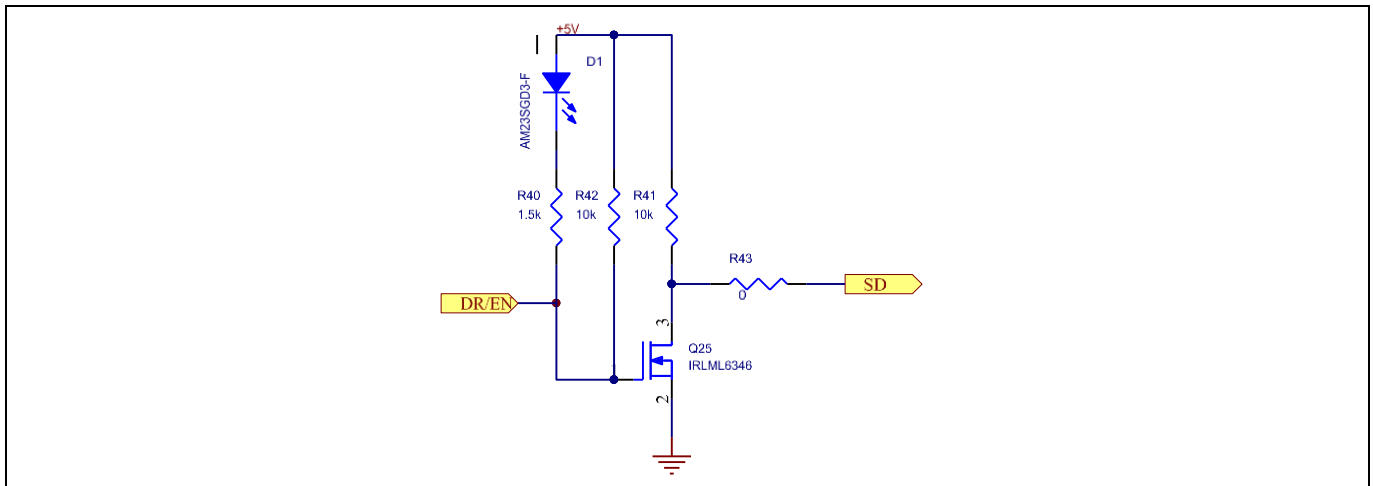 +5V
D1
AM23SGD3-F
R40
1.5k
R42
10k
R41
10k
R43
0
DR/EN
SD
3
Q25
IRLML6346
2